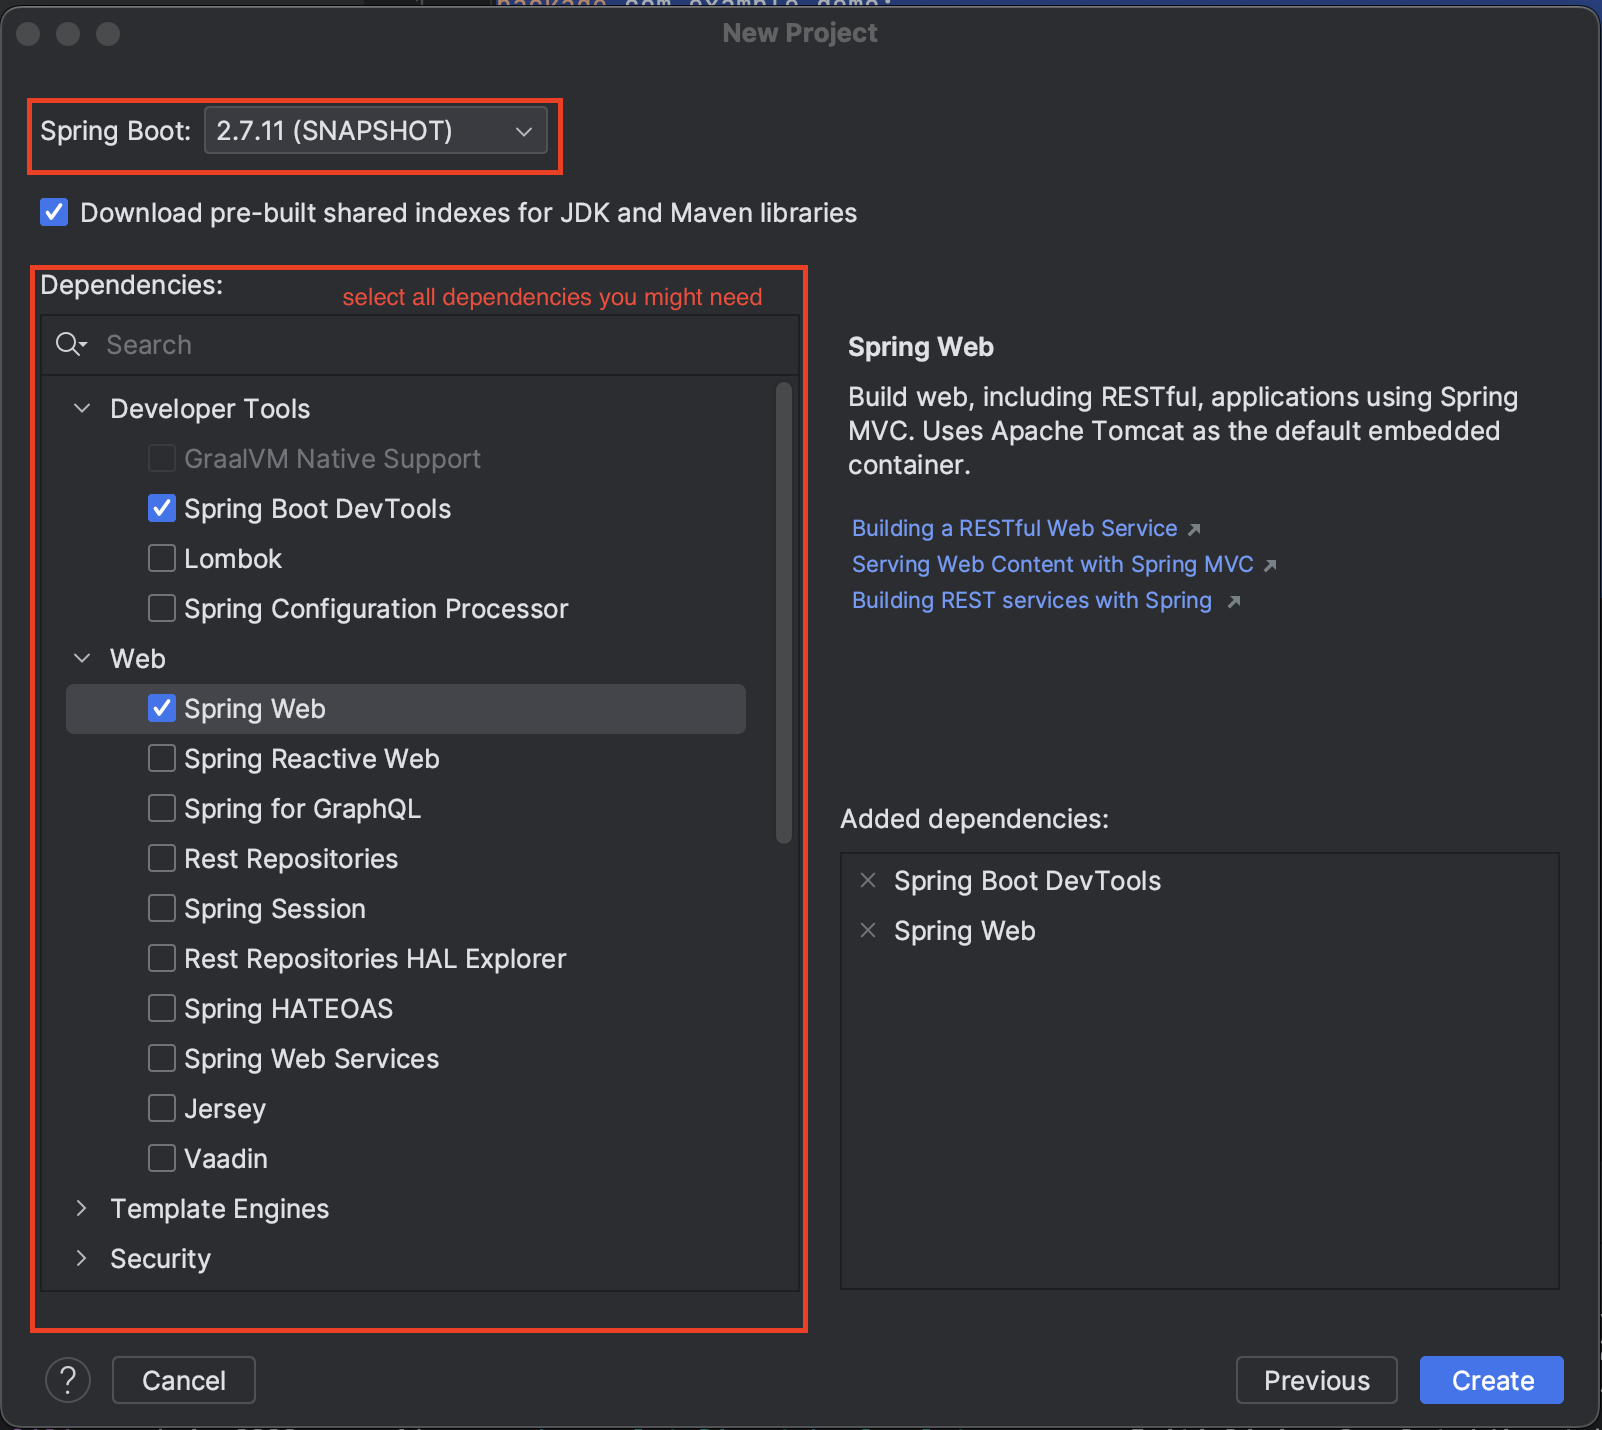 package com.example.demo;
New Project
Spring Boot: 2.7.11 (SNAPSHOT)
Download pre-built shared indexes for JDK and Maven libraries
Dependencies:
select all dependencies you might need
Search
Developer Tools
GraalVM Native Support
Spring Boot DevTools
Lombok
Spring Configuration Processor
Web
Spring Web
Spring Reactive Web
Spring for GraphQL
Rest Repositories
Spring Session
Rest Repositories HAL Explorer
Spring HATEOAS
Spring Web Services
Jersey
Vaadin
Template Engines
Security
Spring Web
Build web, including RESTful, applications using Spring
MVC. Uses Apache Tomcat as the default embedded
container.
Building a RESTful Web Service
Serving Web Content with Spring MVC
Building REST services with Spring
Added dependencies:
Spring Boot DevTools
Spring Web
?
Cancel
Previous
Create